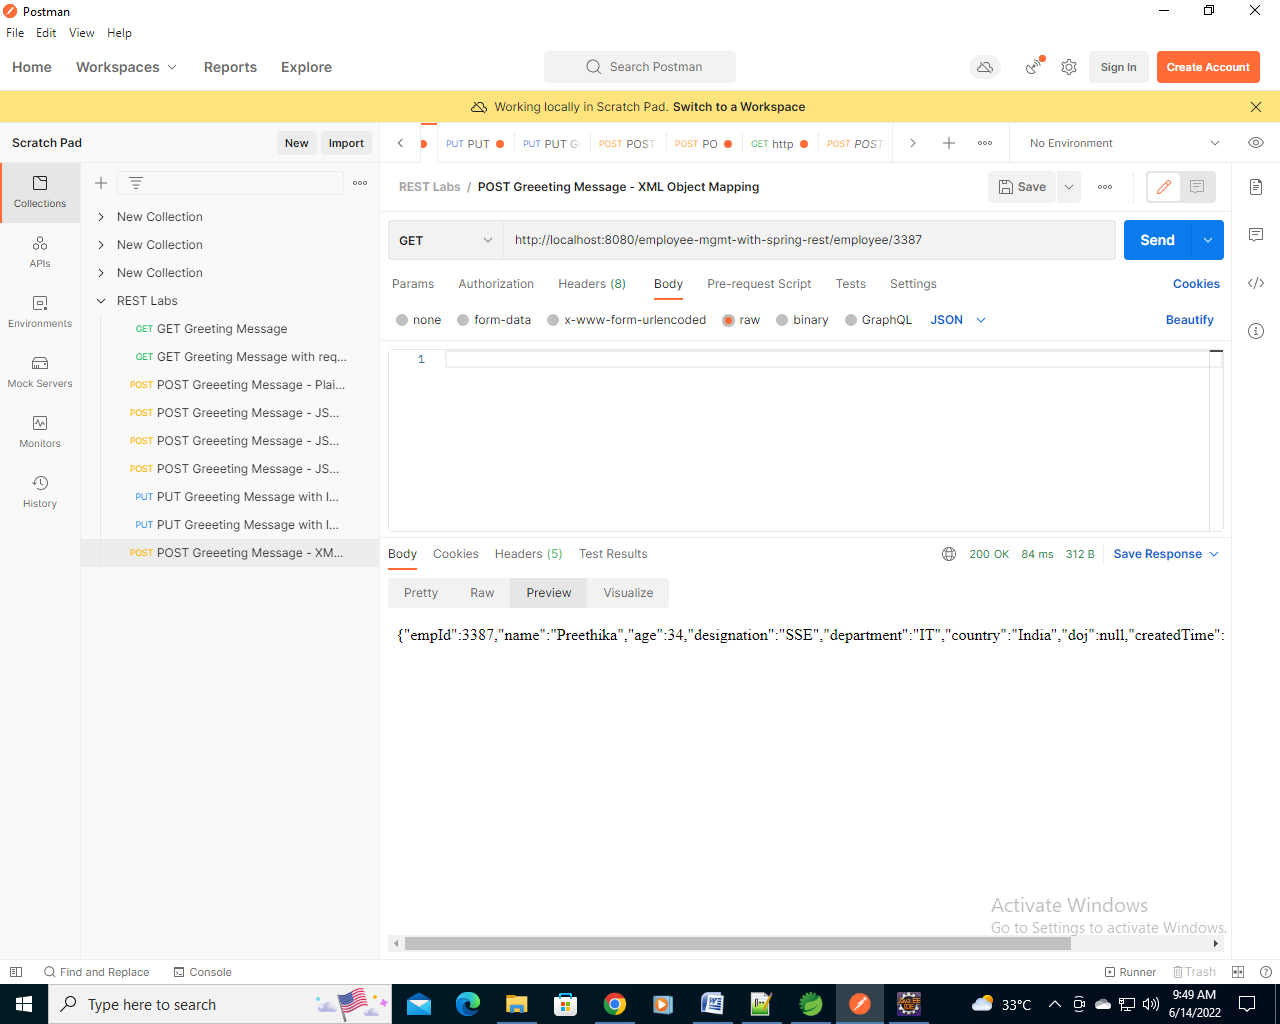 Postman
File Edit View Help
Home Workspaces Reports Explore
Search Postman
Sign In
Create Account
Working locally in Scratch Pad. Switch to a Workspace
Scratch Pad
New
Import
PUT PUT
PUT PUT G
POST POST
POST PO
GET http
POST POST
No Environment
Collections
APIs
Environments
Mock Servers
Monitors
History
New Collection
New Collection
New Collection
REST Labs
GET GET Greeting Message
GET GET Greeting Message with req...
POST POST Greeeting Message - Plai...
POST POST Greeeting Message - JS...
POST POST Greeeting Message - JS...
POST POST Greeeting Message - JS...
PUT PUT Greeeting Message with I...
PUT PUT Greeeting Message with I...
POST POST Greeeting Message - XM...
REST Labs / POST Greeeting Message - XML Object Mapping
Save
GET
http://localhost:8080/employee-mgmt-with-spring-rest/employee/3387
Send
Params Authorization Headers (8) Body Pre-request Script Tests Settings
Cookies
none form-data x-www-form-urlencoded raw binary GraphQL JSON
Beautify
1
Body Cookies Headers (5) Test Results
200 OK 84 ms 312 B
Save Response
Pretty Raw Preview Visualize
{"empId":3387,"name":"Preethika","age":34,"designation":"SSE","department":"IT","country":"India","doj":null,"createdTime":
Activate Windows
Go to Settings to activate Windows.
Find and Replace
Console
Runner
Trash
Type here to search
33°C
9:49 AM
6/14/2022